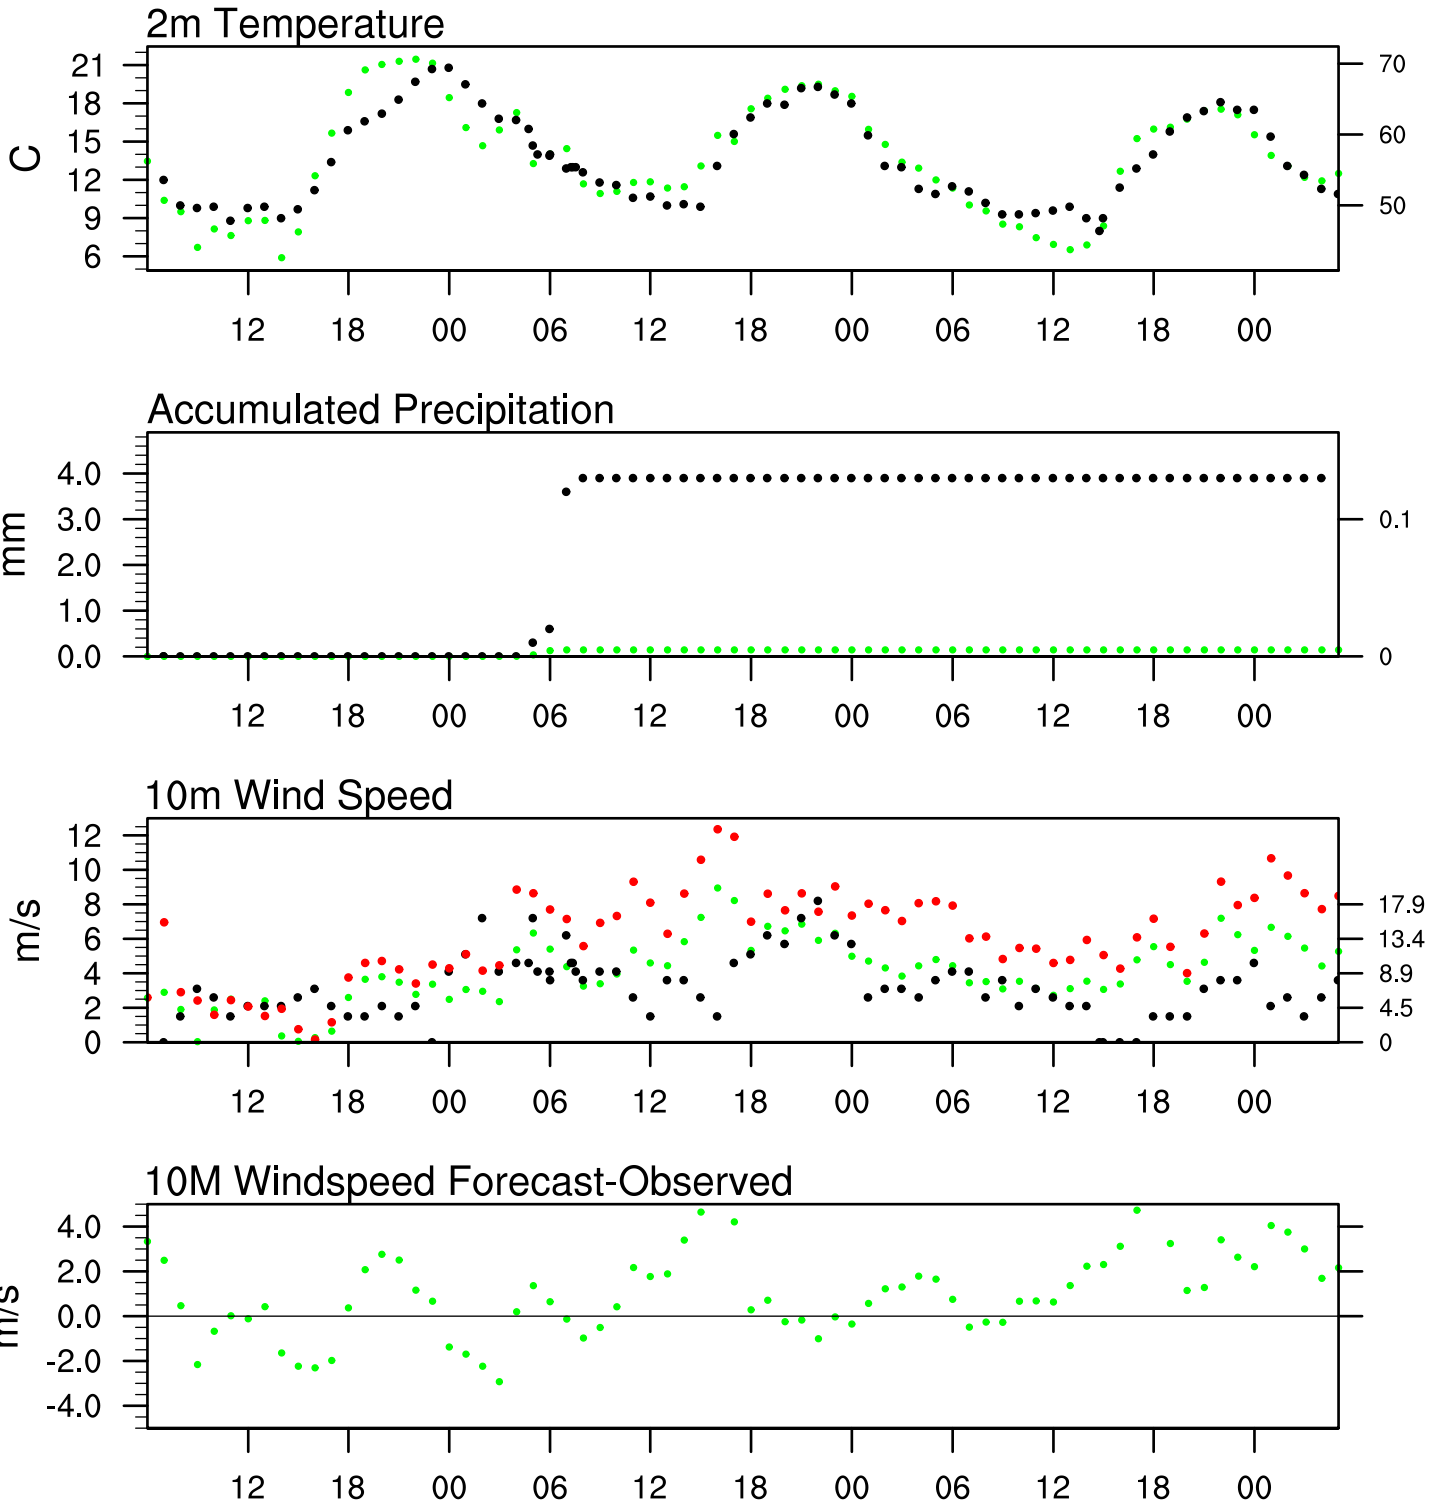 2m Temperature
C
21
18
15
12
9
6
70
60
50
12 18 00 06 12 18 00 06 12 18 00
Accumulated Precipitation
mm
4.0
3.0
2.0
1.0
0.0
0.1
0
12 18 00 06 12 18 00 06 12 18 00
10m Wind Speed
m/s
12
10
8
6
4
2
0
17.9
13.4
8.9
4.5
0
12 18 00 06 12 18 00 06 12 18 00
10M Windspeed Forecast-Observed
m/s
4.0
2.0
0.0
-2.0
-4.0
12 18 00 06 12 18 00 06 12 18 00